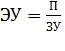 ЭУ = П / ЗУ